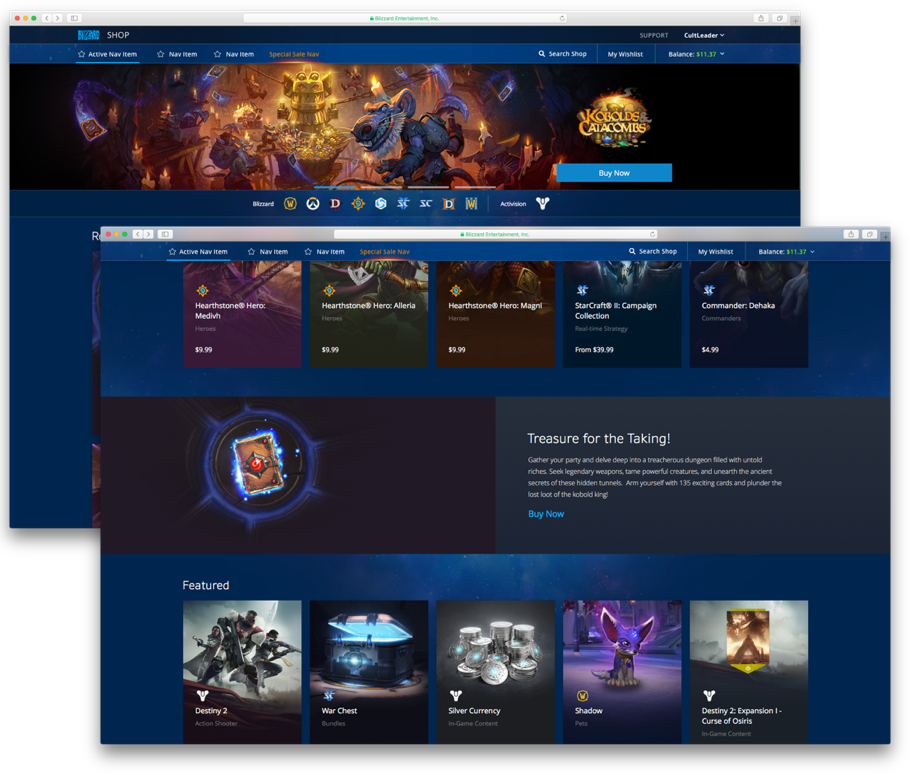 Blizzard Entertainment, Inc.
BLIZZARD SHOP
SUPPORT
CultLeader
Active Nav Item
Nav Item
Nav Item
Special Sale Nav
Search Shop
My Wishlist
Balance: $11.37
KOBOLDS &
CATACOMBS
Buy Now
Blizzard
Activision
Re
Blizzard Entertainment, Inc.
Active Nav Item
Nav Item
Nav Item
Special Sale Nav
Search Shop
My Wishlist
Balance: $11.37
Hearthstone® Hero:
Medivh
Heroes
$9.99
Hearthstone® Hero: Alleria
Heroes
$9.99
Hearthstone® Hero: Magni
Heroes
$9.99
StarCraft® II: Campaign
Collection
Real-time Strategy
From $39.99
Commander: Dehaka
Commanders
$4.99
Treasure for the Taking!
Gather your party and delve deep into a treacherous dungeon filled with untold
riches. Seek legendary weapons, tame powerful creatures, and unearth the ancient
secrets of these hidden tunnels. Arm yourself with 135 exciting cards and plunder the
lost loot of the kobold king!
Buy Now
Featured
Destiny 2
Action Shooter
War Chest
Bundles
Silver Currency
In-Game Content
Shadow
Pets
Destiny 2: Expansion I -
Curse of Osiris
In-Game Content